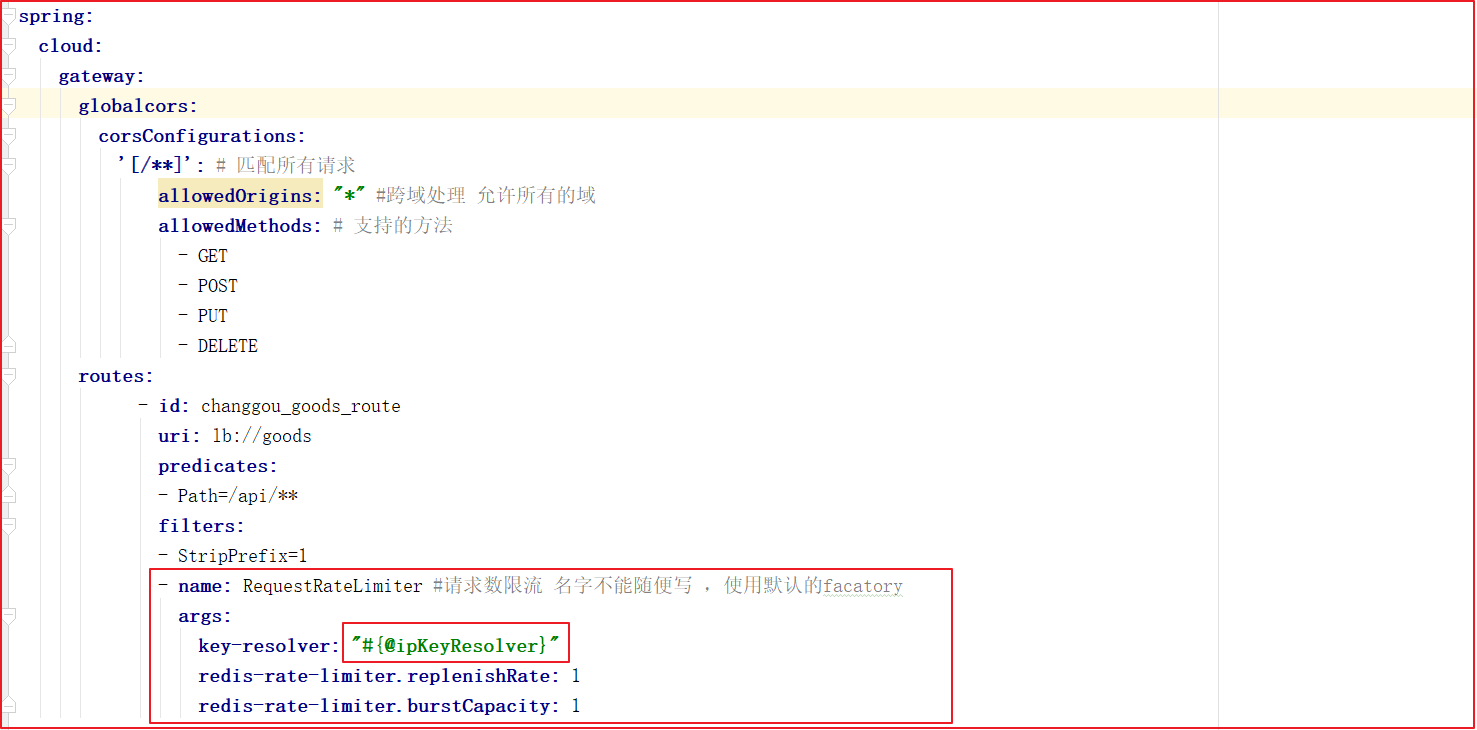 spring:
cloud:
gateway:
globalcors:
corsConfigurations:
'[/**]': # 匹配所有请求
allowedOrigins: "*" #跨域处理 允许所有的域
allowedMethods: # 支持的方法
- GET
- POST
- PUT
- DELETE
routes:
- id: changgou_goods_route
uri: lb://goods
predicates:
- Path=/api/**
filters:
- StripPrefix=1
- name: RequestRateLimiter #请求数限流 名字不能随便写 ，使用默认的facatory
args:
key-resolver: "#{@ipKeyResolver}"
redis-rate-limiter.replenishRate: 1
redis-rate-limiter.burstCapacity: 1